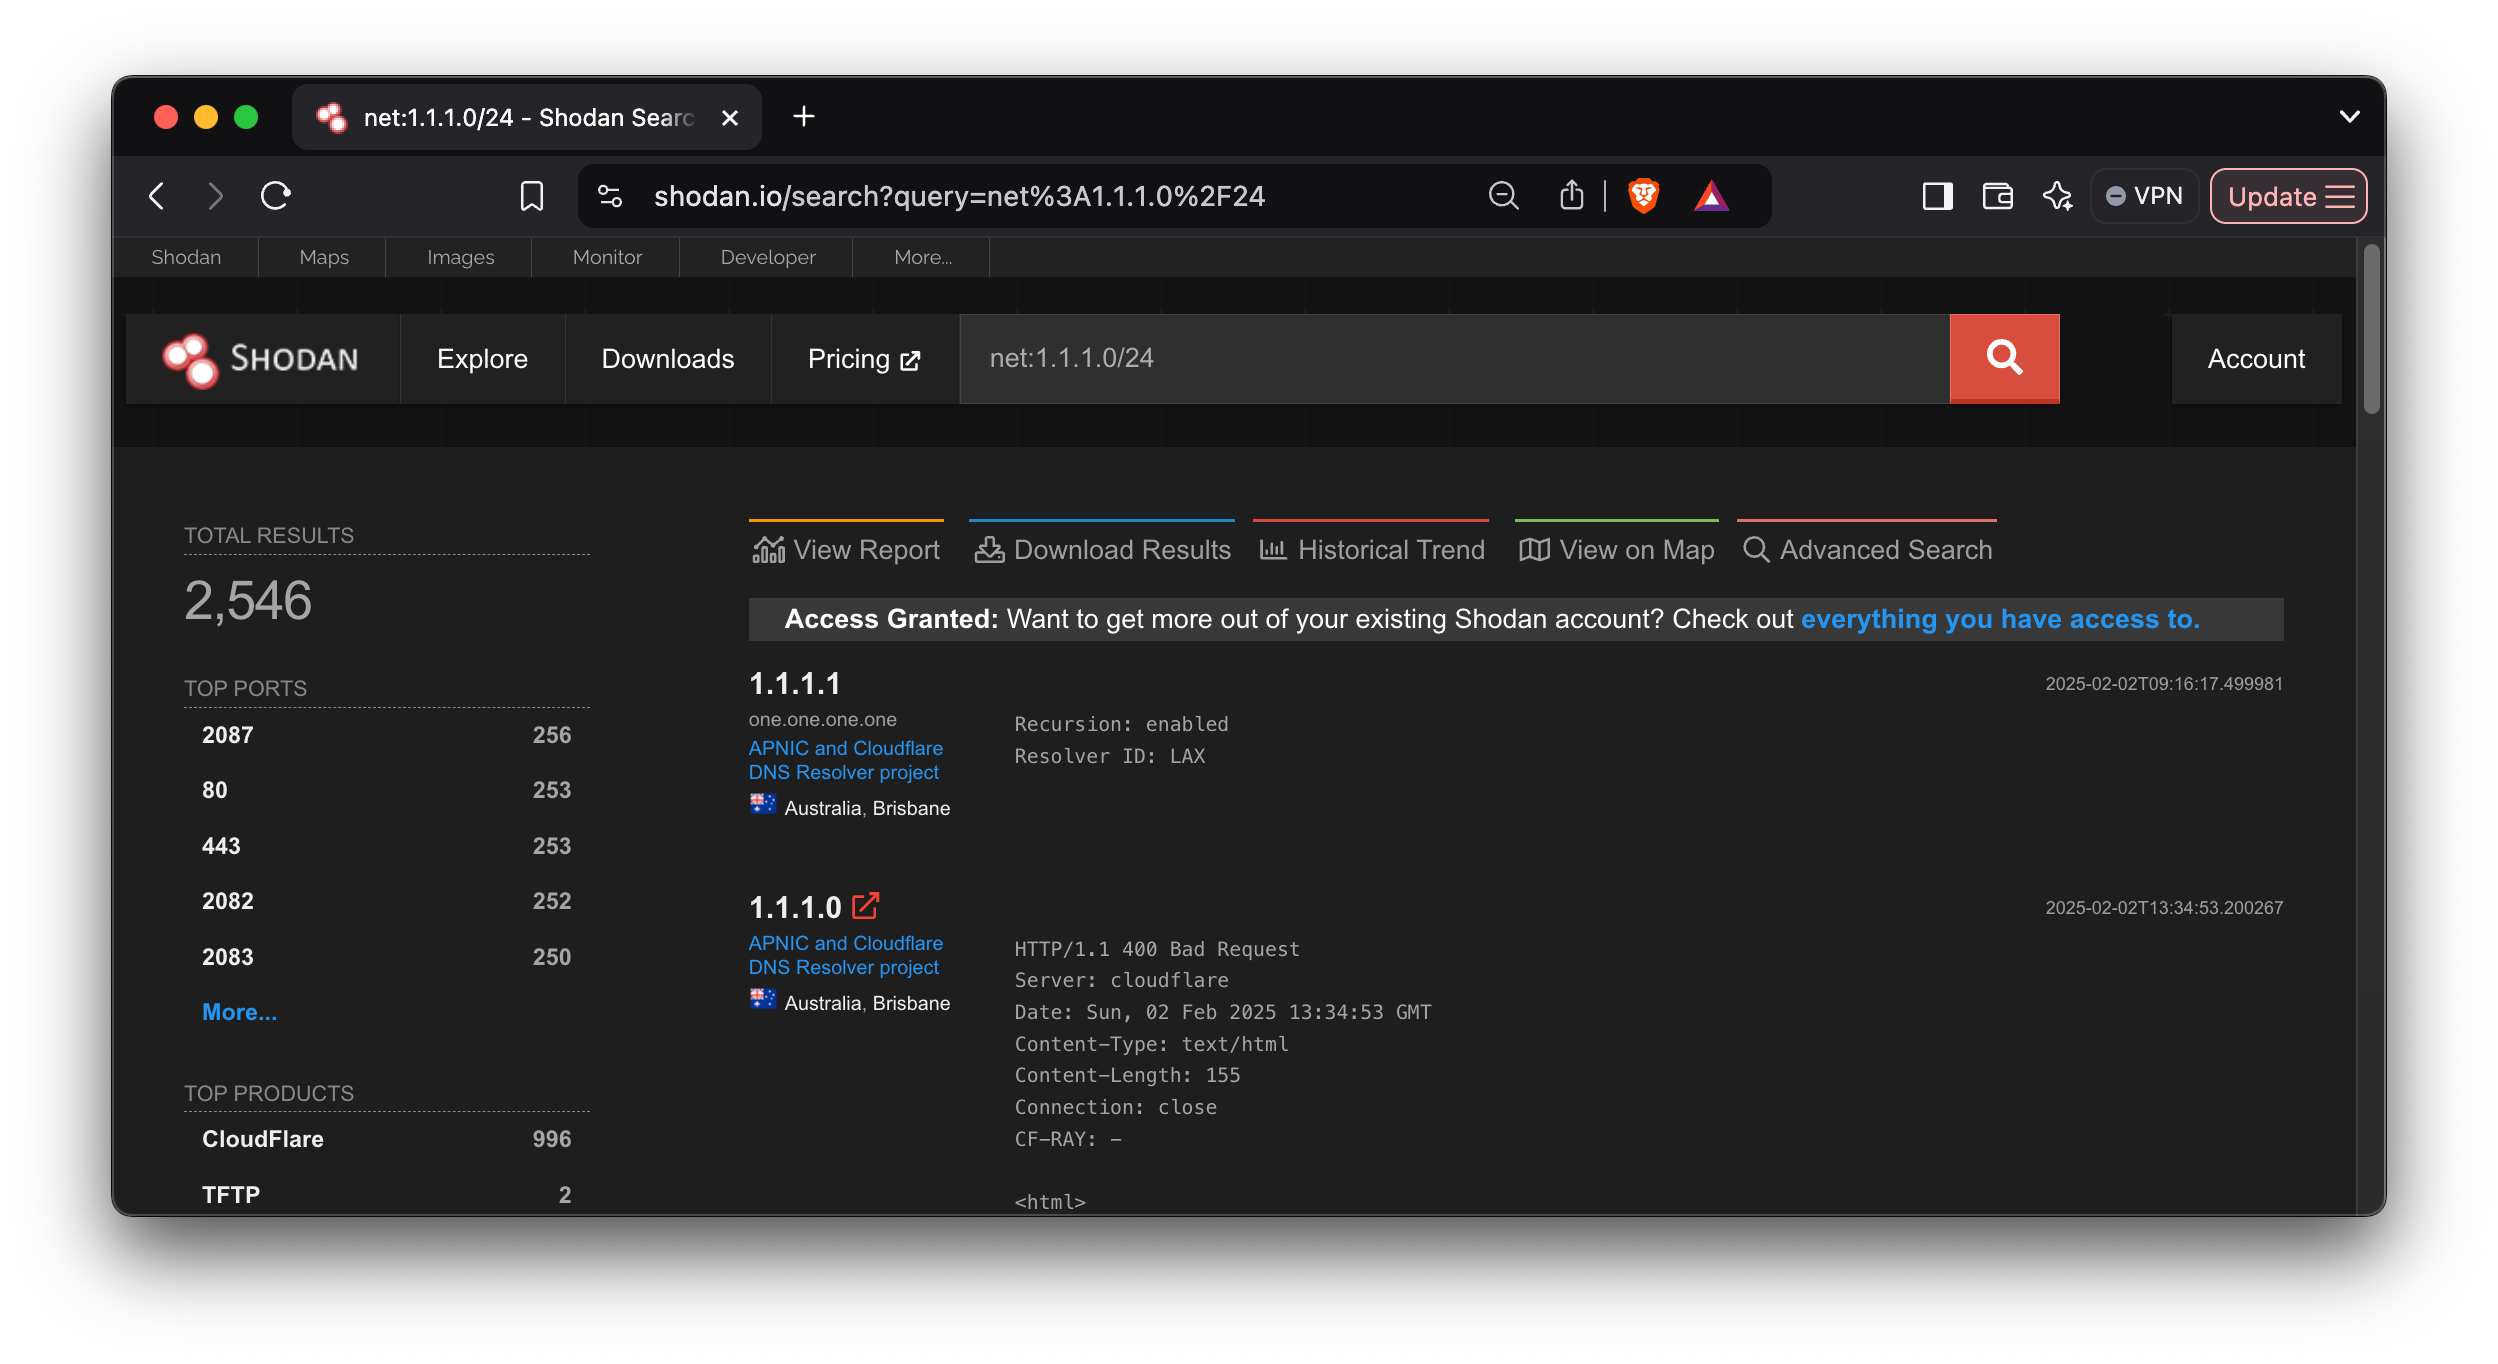 net:1.1.1.0/24 - Shodan Searc
shodan.io/search?query=net%3A1.1.1.0%2F24
VPN
Update
Shodan Maps Images Monitor Developer More...
SHODAN Explore Downloads Pricing net:1.1.1.0/24 Account
TOTAL RESULTS
2,546
TOP PORTS
2087 256
80 253
443 253
2082 252
2083 250
More...
TOP PRODUCTS
CloudFlare 996
TFTP 2
View Report Download Results Historical Trend View on Map Advanced Search
Access Granted: Want to get more out of your existing Shodan account? Check out everything you have access to.
1.1.1.1
2025-02-02T09:16:17.499981
one.one.one.one
APNIC and Cloudflare
DNS Resolver project
Australia, Brisbane
Recursion: enabled
Resolver ID: LAX
1.1.1.0
2025-02-02T13:34:53.200267
APNIC and Cloudflare
DNS Resolver project
Australia, Brisbane
HTTP/1.1 400 Bad Request
Server: cloudflare
Date: Sun, 02 Feb 2025 13:34:53 GMT
Content-Type: text/html
Content-Length: 155
Connection: close
CF-RAY: -
<html>